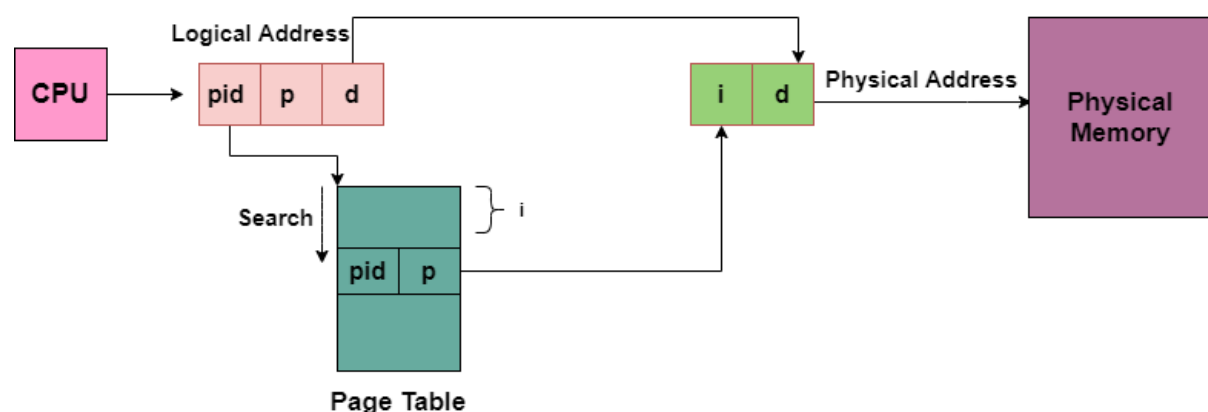 Logical Address
CPU
pid p d
i d
Physical Address
Physical
Memory
Search
i
pid p
Page Table